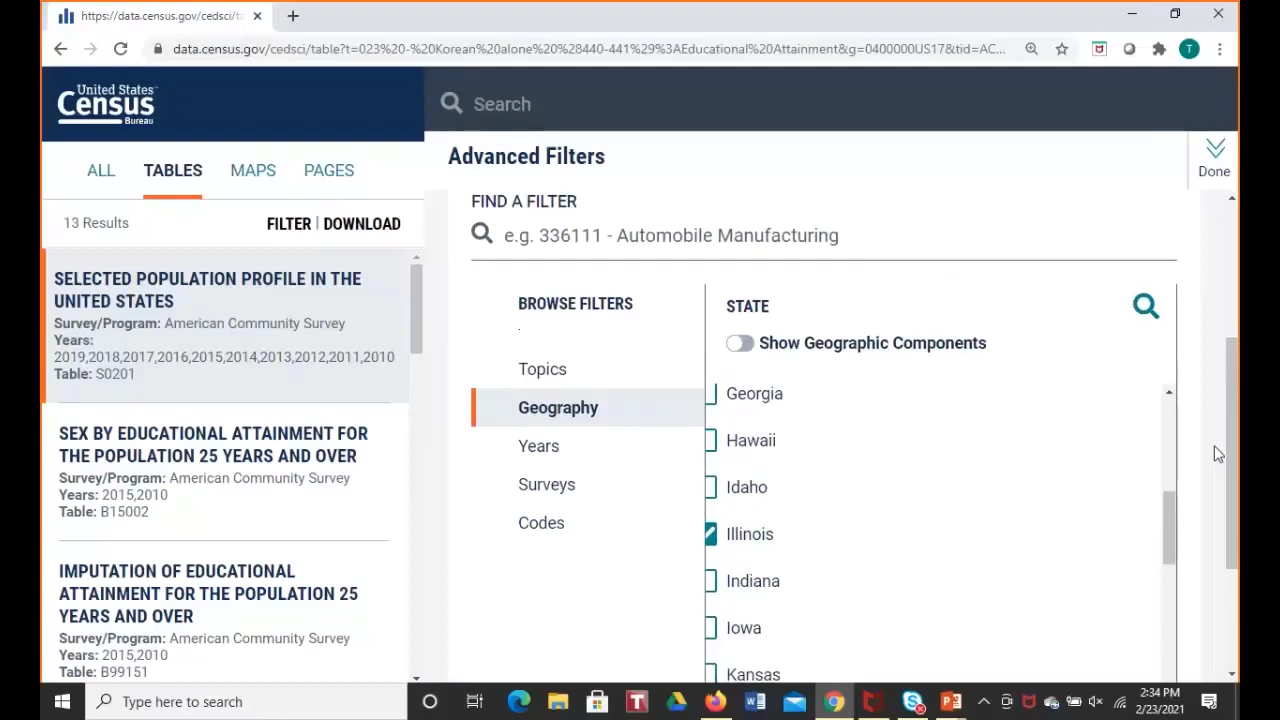 https://data.census.gov/cedsci/ta
data.census.gov/cedsci/table?t=023%20-%20Korean%20alone%20%28440-441%29%3AEducational%20Attainment&g=0400000US17&tid=AC...
T
United States
Census
Bureau
Search
ALL TABLES MAPS PAGES
13 Results FILTER | DOWNLOAD
SELECTED POPULATION PROFILE IN THE
UNITED STATES
Survey/Program: American Community Survey
Years:
2019,2018,2017,2016,2015,2014,2013,2012,2011,2010
Table: S0201
SEX BY EDUCATIONAL ATTAINMENT FOR
THE POPULATION 25 YEARS AND OVER
Survey/Program: American Community Survey
Years: 2015,2010
Table: B15002
IMPUTATION OF EDUCATIONAL
ATTAINMENT FOR THE POPULATION 25
YEARS AND OVER
Survey/Program: American Community Survey
Years: 2015,2010
Table: B99151
Advanced Filters
Done
FIND A FILTER
e.g. 336111 - Automobile Manufacturing
BROWSE FILTERS
Topics
Geography
Years
Surveys
Codes
STATE
Show Geographic Components
Georgia
Hawaii
Idaho
Illinois
Indiana
Iowa
Kansas
Type here to search
2:34 PM
2/23/2021